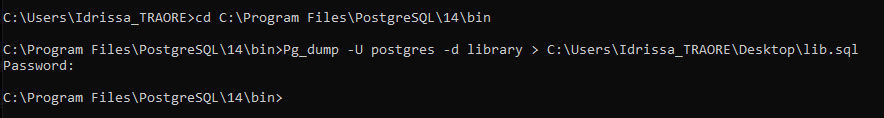 C:\Users\Idrissa_TRAORE>cd C:\Program Files\PostgreSQL\14\bin
C:\Program Files\PostgreSQL\14\bin>Pg_dump -U postgres -d library > C:\Users\Idrissa_TRAORE\Desktop\lib.sql
Password:
C:\Program Files\PostgreSQL\14\bin>